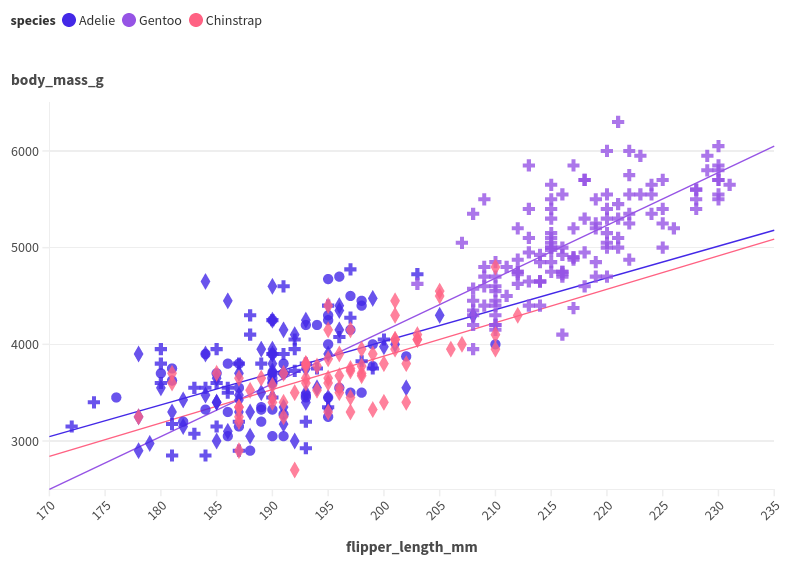 species Adelie Gentoo Chinstrap
body_mass_g
6000
5000
4000
3000
170 175 180 185 190 195 200 205 210 215 220 225 230 235
flipper_length_mm